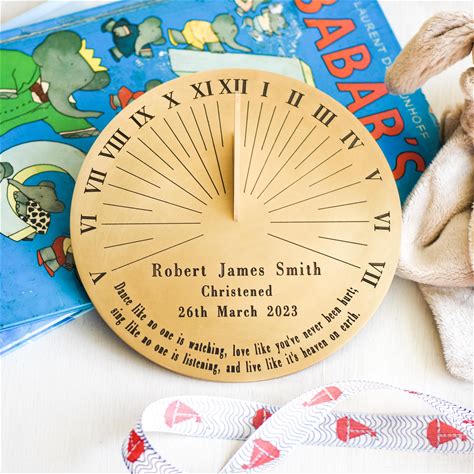 LAURENT DE
BABAR'S
V VI VII VIII IX X XI XII I II III IV V VI VII
Robert James Smith
Christened
26th March 2023
Dance like no one is watching, love like you've never been hurt;
sing like no one is listening, and live like it's heaven on earth.